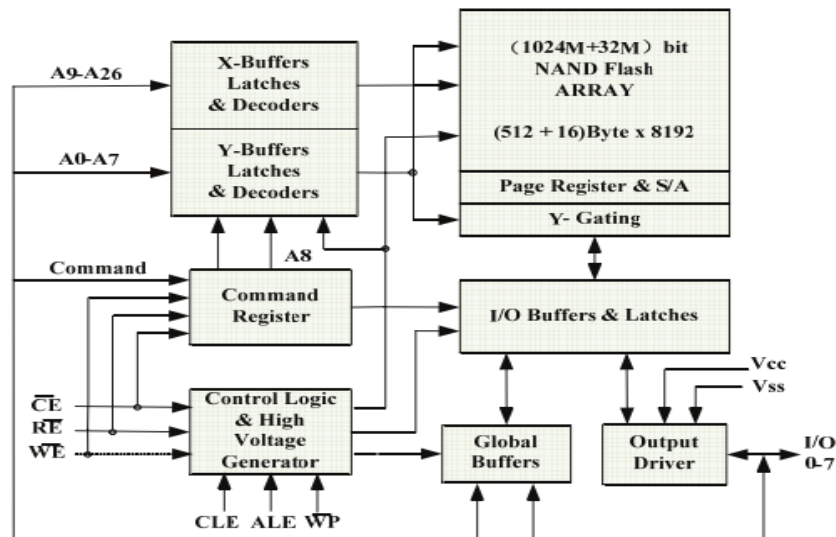 A9-A26
X-Buffers
Latches
& Decoders
A0-A7
Y-Buffers
Latches
& Decoders
(1024M+32M) bit
NAND Flash
ARRAY
(512 + 16)Byte x 8192
Page Register & S/A
Y- Gating
Command
A8
Command
Register
I/O Buffers & Latches
Vcc
Vss
CE
RE
WE
Control Logic
& High
Voltage
Generator
Global
Buffers
Output
Driver
I/O
0-7
CLE
ALE
WP